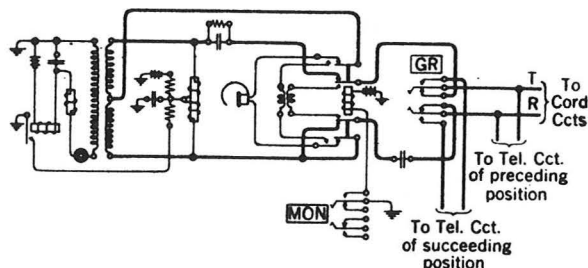 GR
T
R
To
Cord
Ccts
To Tel. Cct.
of preceding
position
MON
To Tel. Cct.
of succeeding
position